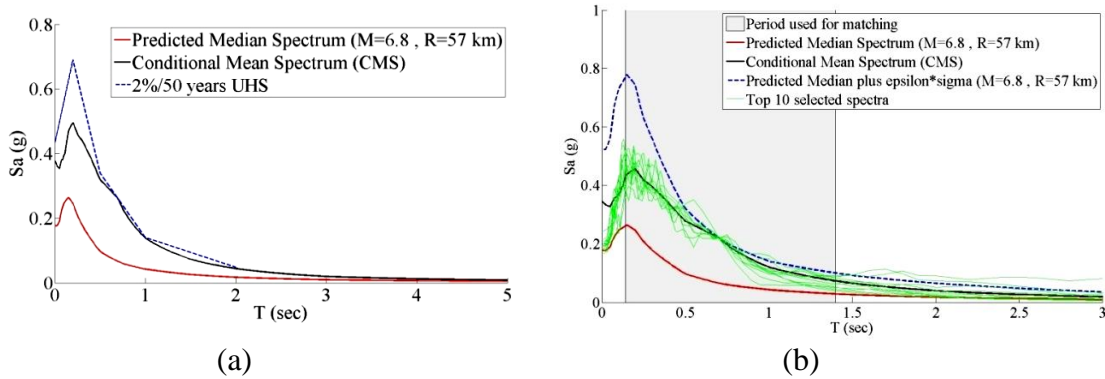 0.8
0.6
0.4
0.2
0
Sa (g)
Predicted Median Spectrum (M=6.8 , R=57 km)
Conditional Mean Spectrum (CMS)
2%/50 years UHS
0 1 2 3 4 5
T (sec)
(a)
1
0.8
0.6
0.4
0.2
0
Sa (g)
Period used for matching
Predicted Median Spectrum (M=6.8 , R=57 km)
Conditional Mean Spectrum (CMS)
Predicted Median plus epsilon*sigma (M=6.8 , R=57 km)
Top 10 selected spectra
0 0.5 1 1.5 2 2.5 3
T (sec)
(b)